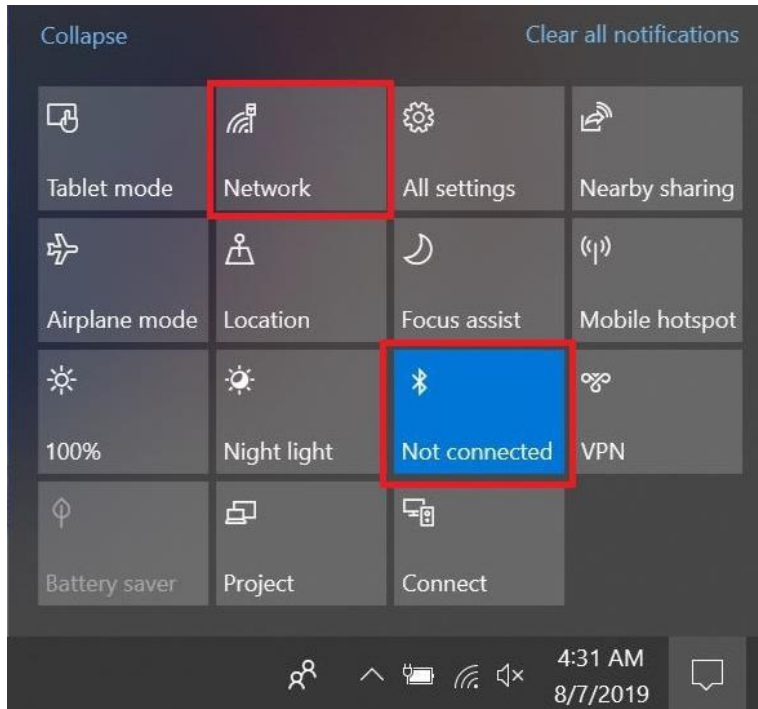 Collapse
Clear all notifications
Tablet mode
Network
All settings
Nearby sharing
Airplane mode
Location
Focus assist
Mobile hotspot
100%
Night light
Not connected
VPN
Battery saver
Project
Connect
4:31 AM
8/7/2019